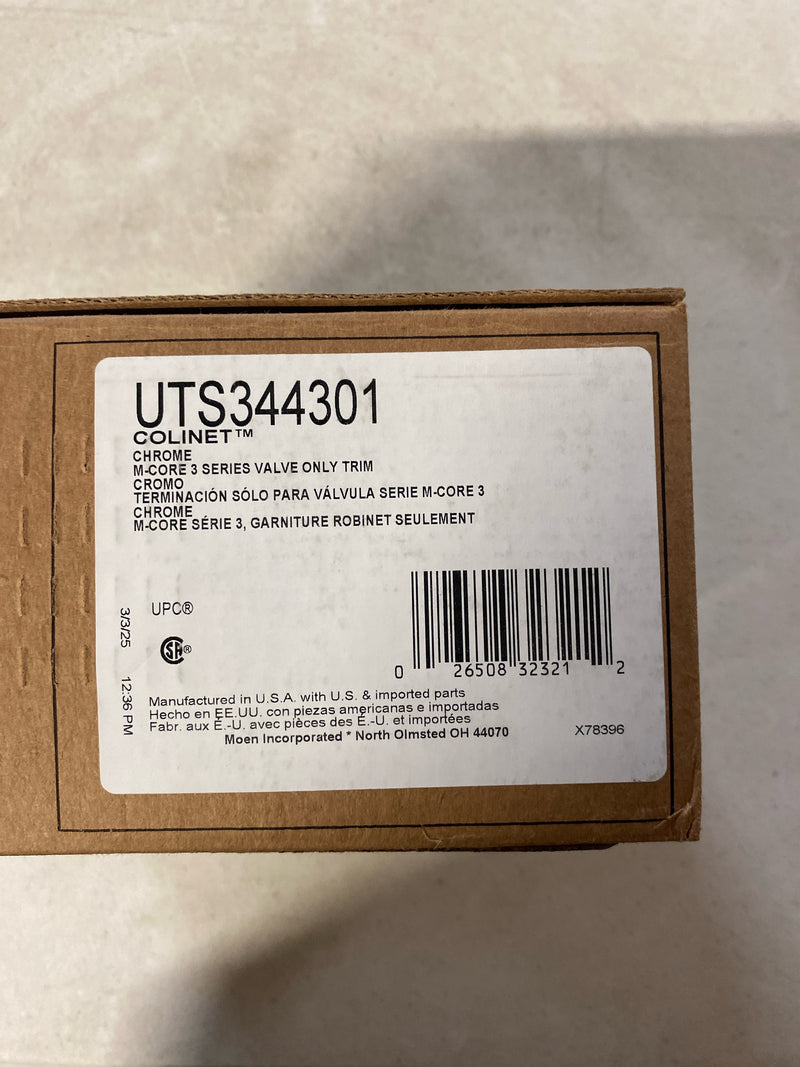 UTS344301
COLINET™
CHROME
M-CORE 3 SERIES VALVE ONLY TRIM
CROMO
TERMINACIÓN SÓLO PARA VÁLVULA SERIE M-CORE 3
CHROME
M-CORE SÉRIE 3, GARNITURE ROBINET SEULEMENT
3/3/25 12:36 PM
UPC®
CSA®
0 26508 32321 2
Manufactured in U.S.A. with U.S. & imported parts
Hecho en EE.UU. con piezas americanas e importadas
Fabr. aux É.-U. avec pièces des É.-U. et importées
Moen Incorporated * North Olmsted OH 44070
X78396